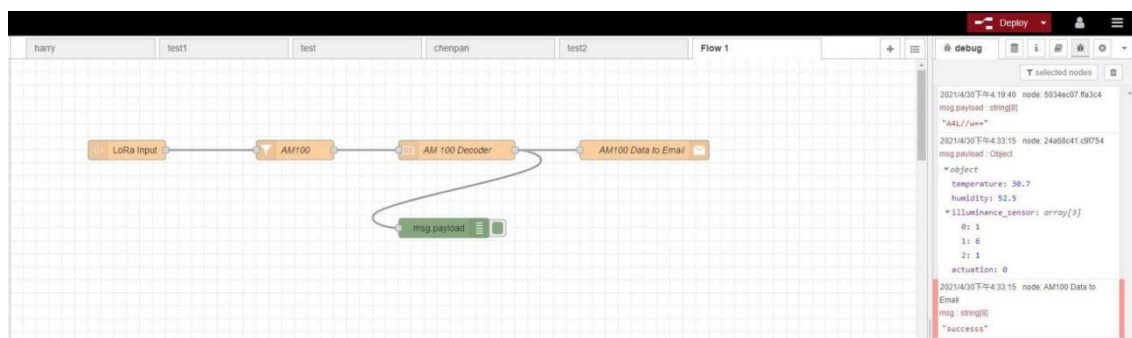 Deploy
harry
test1
test
chenpan
test2
Flow 1
debug
i
selected nodes
LoRa Input
AM100
AM 100 Decoder
AM100 Data to Email
msg.payload
2021/4/30下午4:19:40 node: 5034ec07.ffa3c4
msg.payload : string[8]
"A4L//u=="
2021/4/30下午4:33:15 node: 24a68c41.c9f754
msg.payload : Object
object
temperature: 30.7
humidity: 52.5
illuminance_sensor: array[3]
0: 1
1: 6
2: 1
actuation: 0
2021/4/30下午4:33:15 node: AM100 Data to
Email
msg : string[8]
"successs"